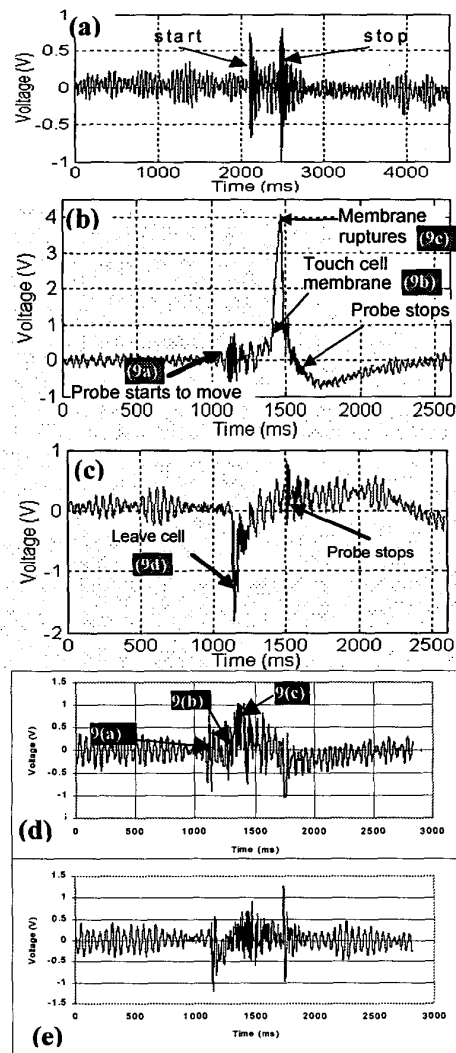 (a)
start
stop
1
0.5
0
-0.5
-1
Voltage (V)
0 1000 2000 3000 4000
Time (ms)
(b)
Membrane
ruptures (9c)
Touch cell
membrane (9b)
Probe stops
(9a)
Probe starts to move
4
3
2
1
0
-1
Voltage (V)
0 500 1000 1500 2000 2500
Time (ms)
(c)
Leave cell
(9d)
Probe stops
1
0
-1
-2
Voltage (V)
0 500 1000 1500 2000 2500
Time (ms)
9(a)
9(b)
9(c)
1.5
1
0.5
0
-0.5
-1
Voltage (V)
(d)
0 500 1000 1500 2000 2500 3000
Time (ms)
1.5
1
0.5
0
-0.5
-1
-1.5
Voltage (V)
0 500 1000 1500 2000 2500 3000
Time (ms)
(e)